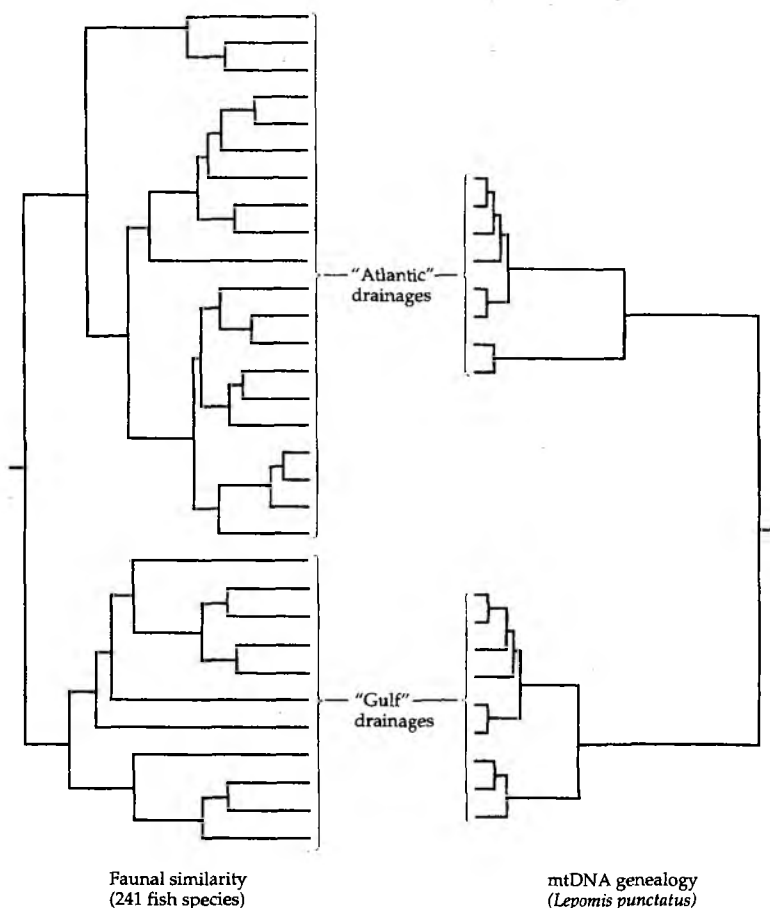 “Atlantic”
drainages
“Gulf”
drainages
Faunal similarity
(241 fish species)
mtDNA genealogy
(Lepomis punctatus)